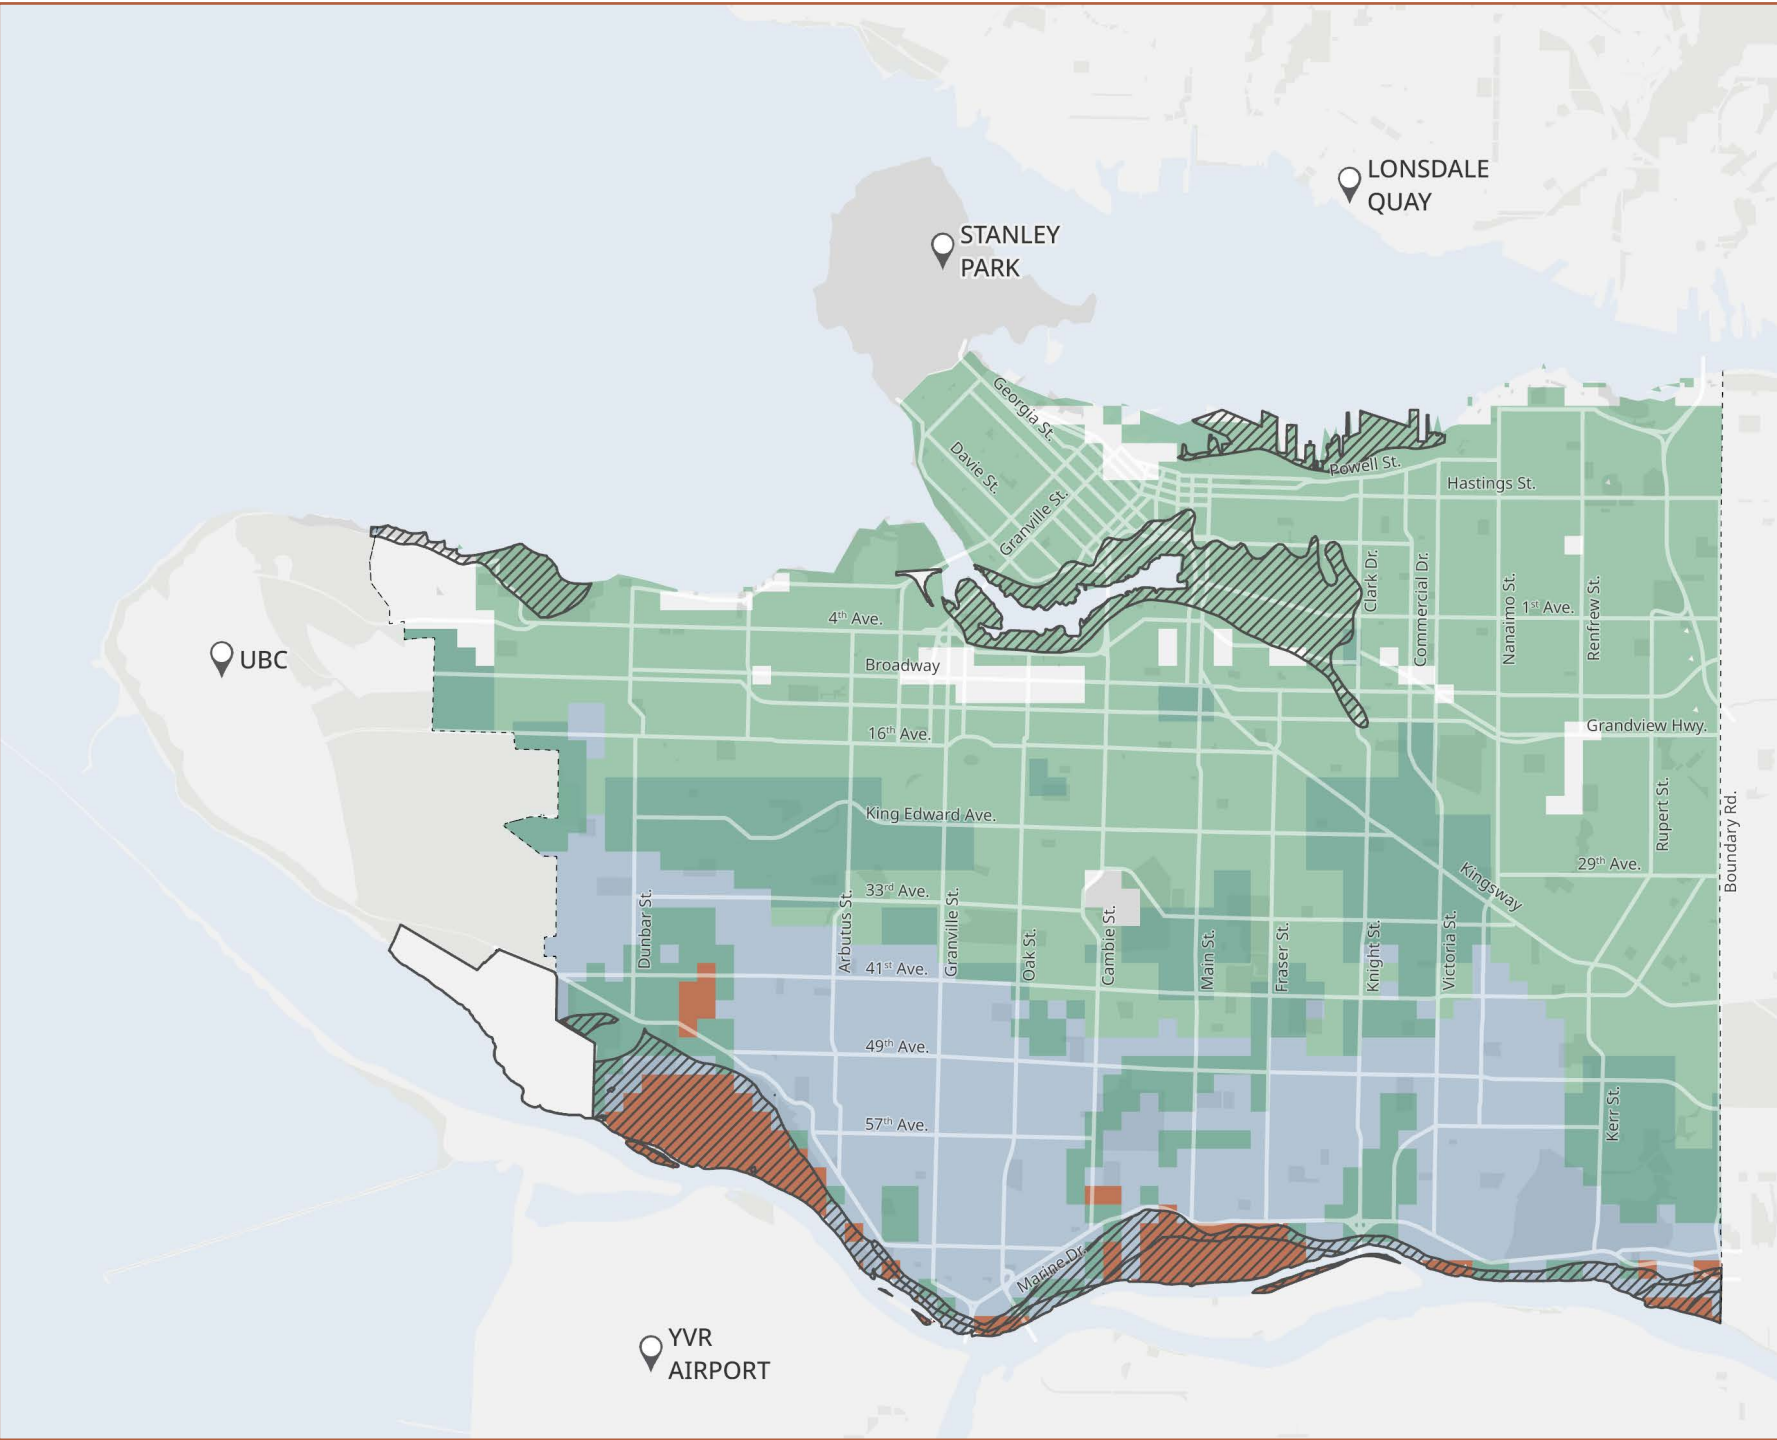 LONSDALE
QUAY
STANLEY
PARK
Georgia St.
Davie St.
Granville St.
Powell St.
Hastings St.
Clark Dr.
Commercial Dr.
Nanaimo St.
1st Ave.
Renfrew St.
4th Ave.
UBC
Broadway
16th Ave.
Grandview Hwy.
King Edward Ave.
Rupert St.
Boundary Rd.
29th Ave.
Kingsway
33rd Ave.
Dunbar St.
Arbutus St.
Granville St.
Oak St.
Cambie St.
Main St.
Fraser St.
Knight St.
Victoria St.
41st Ave.
49th Ave.
57th Ave.
Kerr St.
Marine Dr.
YVR
AIRPORT